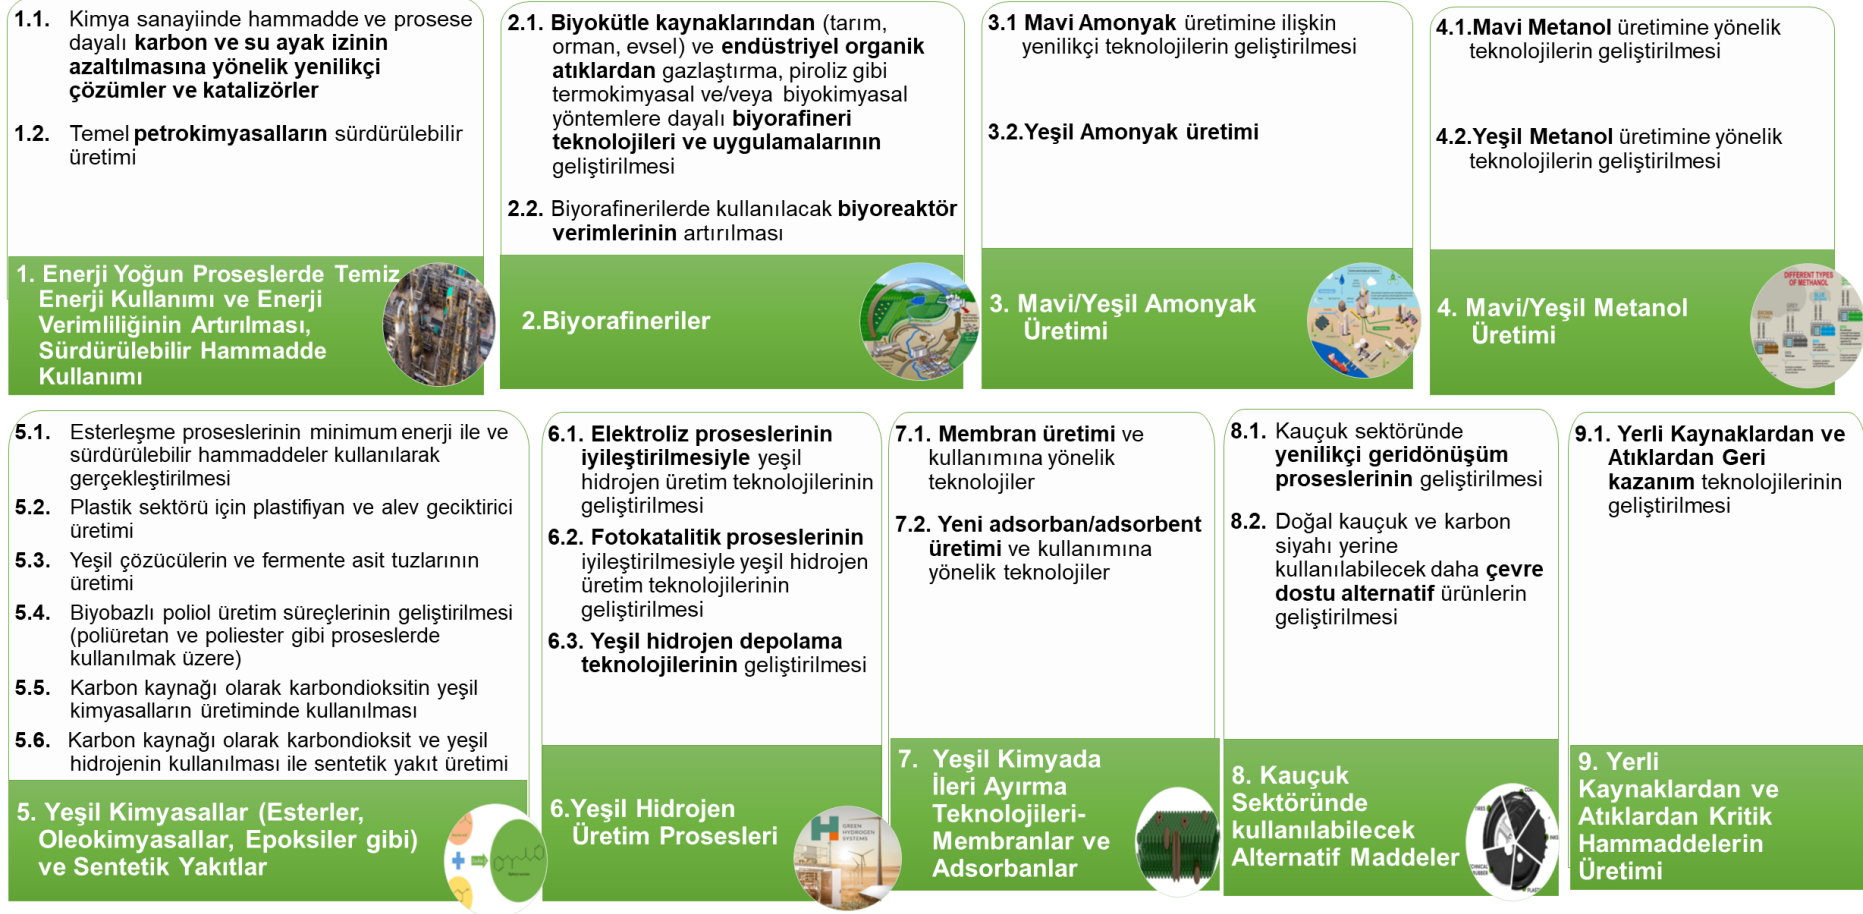 1.1. Kimya sanayiinde hammadde ve prosese
dayalı karbon ve su ayak izinin
azaltılmasına yönelik yenilikçi
çözümler ve katalizörler
1.2. Temel petrokimyasalların sürdürülebilir
üretimi
1. Enerji Yoğun Proseslerde Temiz
Enerji Kullanımı ve Enerji
Verimliliğinin Artırılması,
Sürdürülebilir Hammadde
Kullanımı
2.1. Biyokütle kaynaklarından (tarım,
orman, evsel) ve endüstriyel organik
atıklardan gazlaştırma, piroliz gibi
termokimyasal ve/veya biyokimyasal
yöntemlere dayalı biyorafineri
teknolojileri ve uygulamalarının
geliştirilmesi
2.2. Biyorafinerilerde kullanılacak biyoreaktör
verimlerinin artırılması
2.Biyorafineriler
3.1 Mavi Amonyak üretimine ilişkin
yenilikçi teknolojilerin geliştirilmesi
3.2.Yeşil Amonyak üretimi
3. Mavi/Yeşil Amonyak
Üretimi
4.1.Mavi Metanol üretimine yönelik
teknolojilerin geliştirilmesi
4.2.Yeşil Metanol üretimine yönelik
teknolojilerin geliştirilmesi
4. Mavi/Yeşil Metanol
Üretimi
DIFFERENT TYPES
OF METHANOL
5.1. Esterleşme proseslerinin minimum enerji ile ve
sürdürülebilir hammaddeler kullanılarak
gerçekleştirilmesi
5.2. Plastik sektörü için plastifiyan ve alev geciktirici
üretimi
5.3. Yeşil çözücülerin ve fermente asit tuzlarının
üretimi
5.4. Biyobazlı poliol üretim süreçlerinin geliştirilmesi
(poliüretan ve poliester gibi proseslerde
kullanılmak üzere)
5.5. Karbon kaynağı olarak karbondioksitin yeşil
kimyasalların üretiminde kullanılması
5.6. Karbon kaynağı olarak karbondioksit ve yeşil
hidrojenin kullanılması ile sentetik yakıt üretimi
5. Yeşil Kimyasallar (Esterler,
Oleokimyasallar, Epoksiler gibi)
ve Sentetik Yakıtlar
6.1. Elektroliz proseslerinin
iyileştirilmesiyle yeşil
hidrojen üretim teknolojilerinin
geliştirilmesi
6.2. Fotokatalitik proseslerinin
iyileştirilmesiyle yeşil hidrojen
üretim teknolojilerinin
geliştirilmesi
6.3. Yeşil hidrojen depolama
teknolojilerinin geliştirilmesi
6.Yeşil Hidrojen
Üretim Prosesleri
GREEN
HYDROGEN
SYSTEMS
7.1. Membran üretimi ve
kullanımına yönelik
teknolojiler
7.2. Yeni adsorban/adsorbent
üretimi ve kullanımına
yönelik teknolojiler
7. Yeşil Kimyada
İleri Ayırma
Teknolojileri-
Membranlar ve
Adsorbanlar
8.1. Kauçuk sektöründe
yenilikçi geridönüşüm
proseslerinin geliştirilmesi
8.2. Doğal kauçuk ve karbon
siyahı yerine
kullanılabilecek daha çevre
dostu alternatif ürünlerin
geliştirilmesi
8. Kauçuk
Sektöründe
kullanılabilecek
Alternatif Maddeler
9.1. Yerli Kaynaklardan ve
Atıklardan Geri
kazanım teknolojilerinin
geliştirilmesi
9. Yerli
Kaynaklardan ve
Atıklardan Kritik
Hammaddelerin
Üretimi